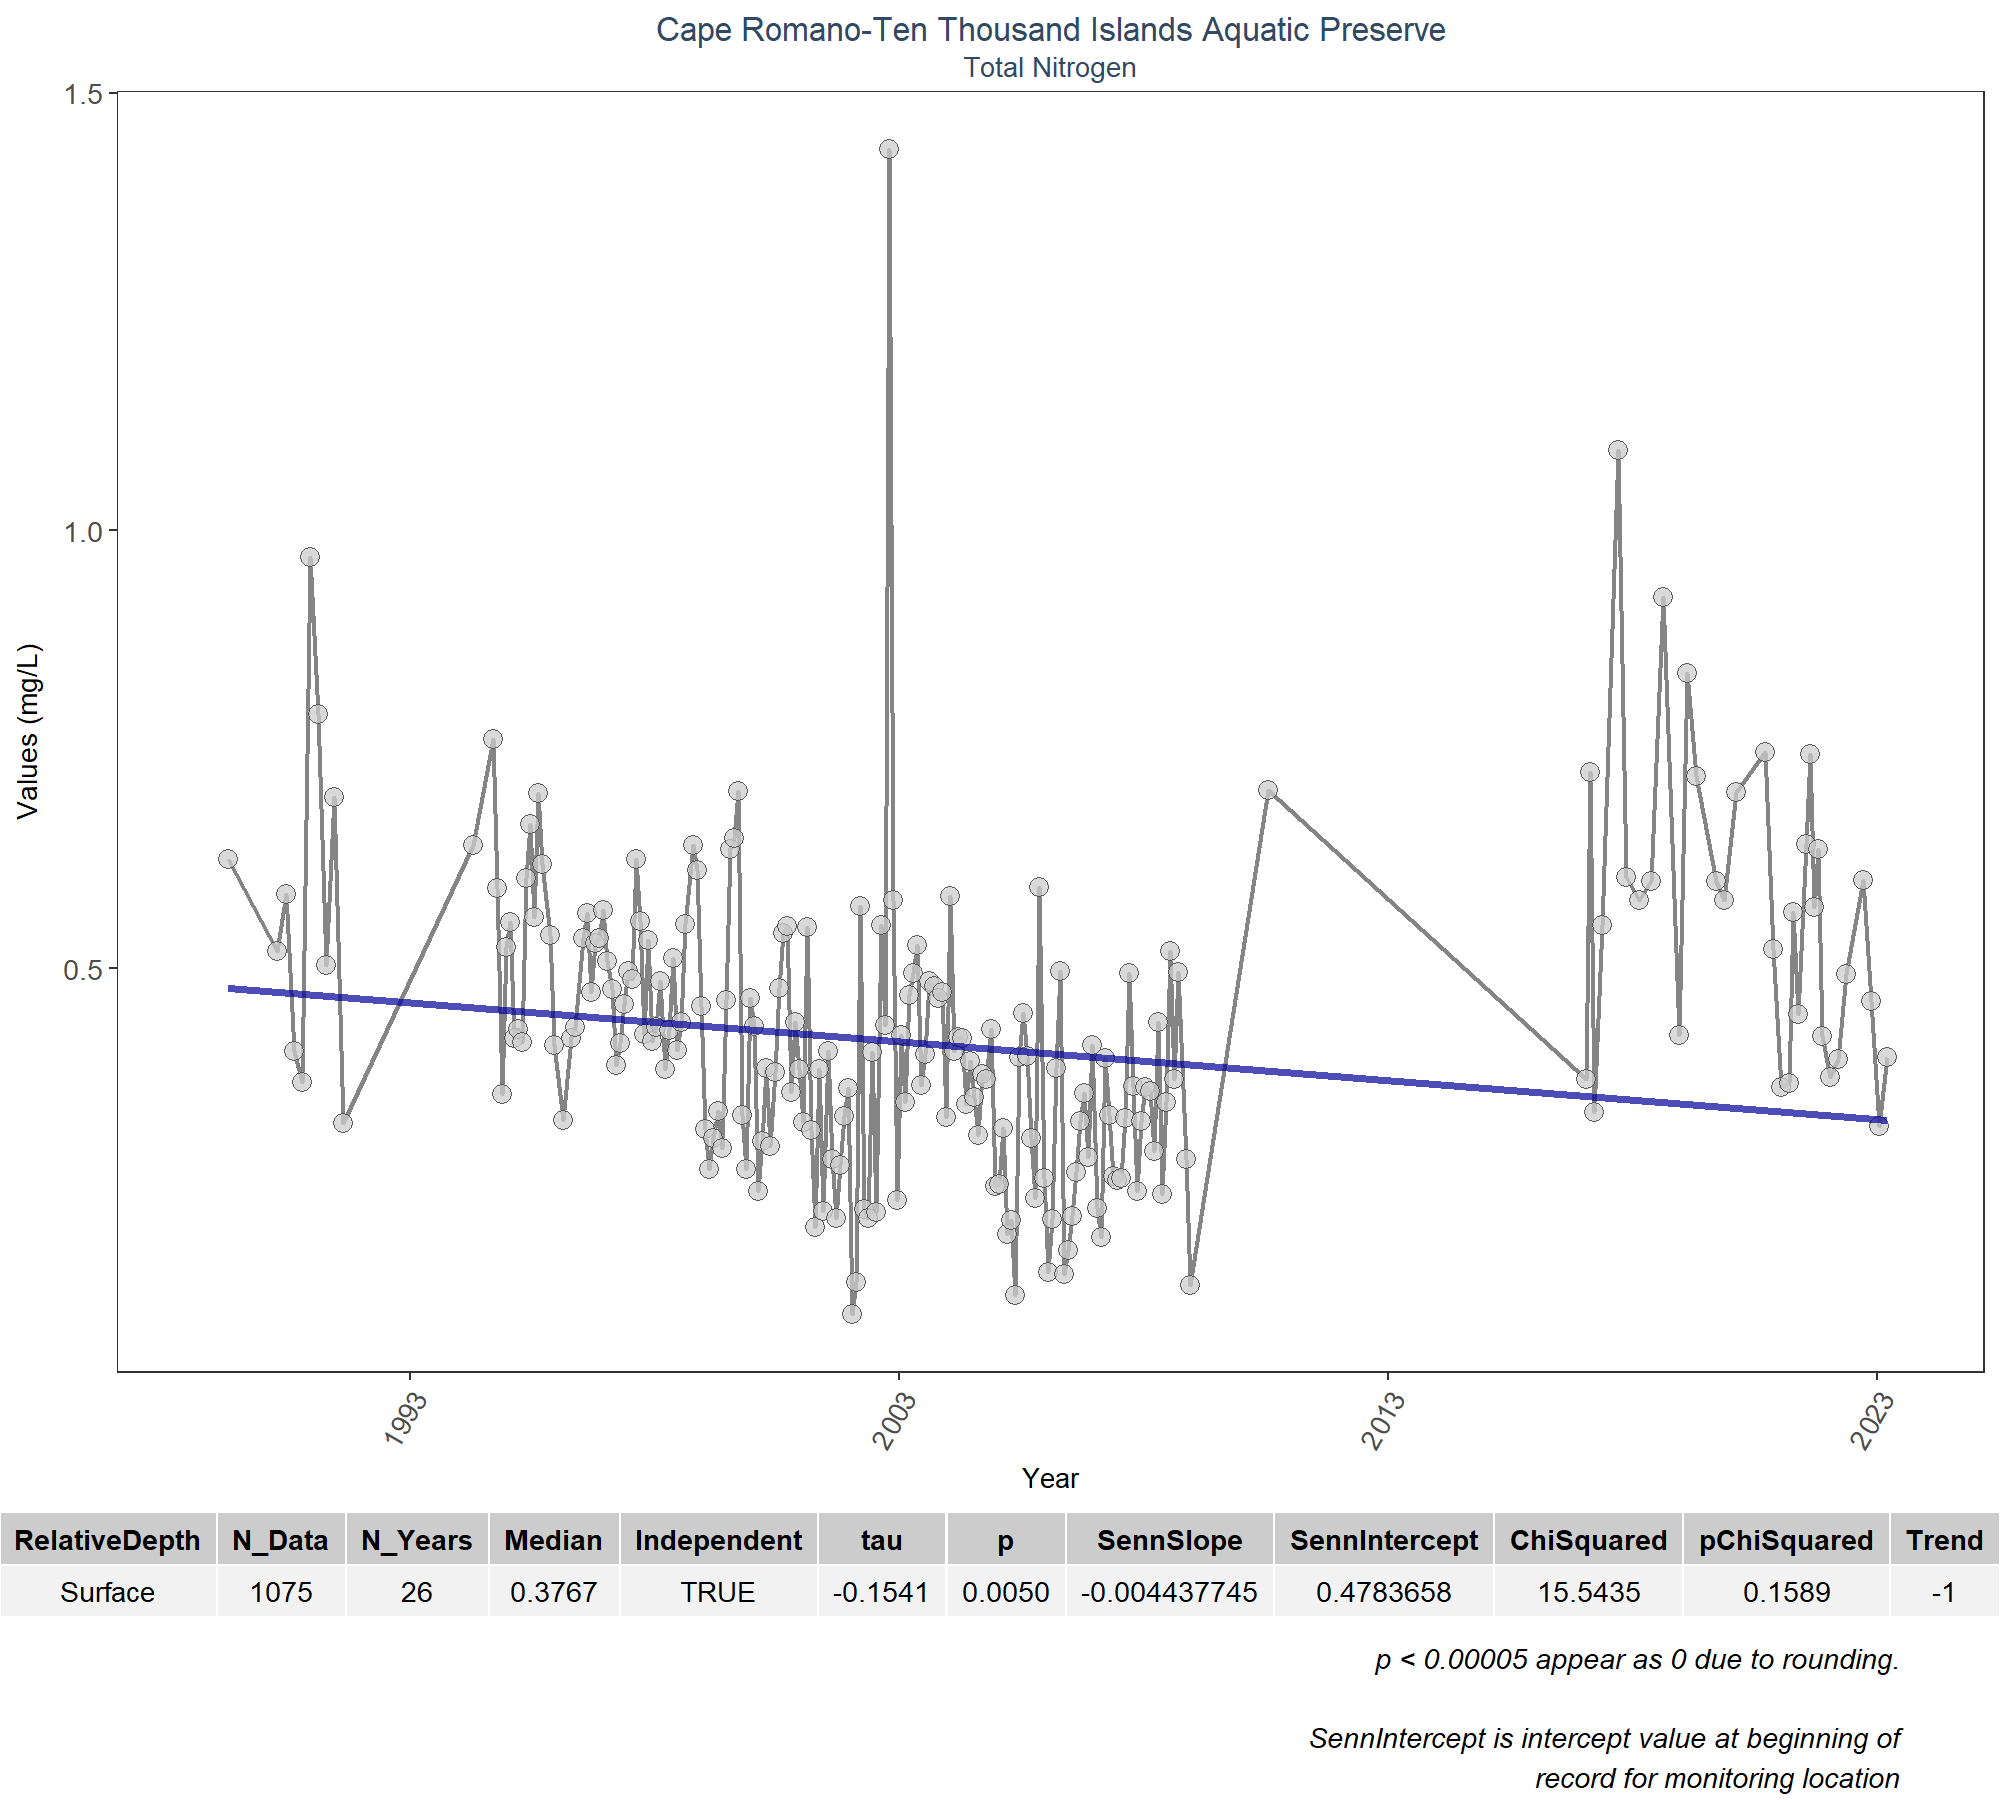 Cape Romano-Ten Thousand Islands Aquatic Preserve
Total Nitrogen
Values (mg/L)
1.5
1.0
0.5
1993
2003
2013
2023
Year
RelativeDepth N_Data N_Years Median Independent tau p SennSlope SennIntercept ChiSquared pChiSquared Trend
Surface 1075 26 0.3767 TRUE -0.1541 0.0050 -0.004437745 0.4783658 15.5435 0.1589 -1
p < 0.00005 appear as 0 due to rounding.
SennIntercept is intercept value at beginning of
record for monitoring location